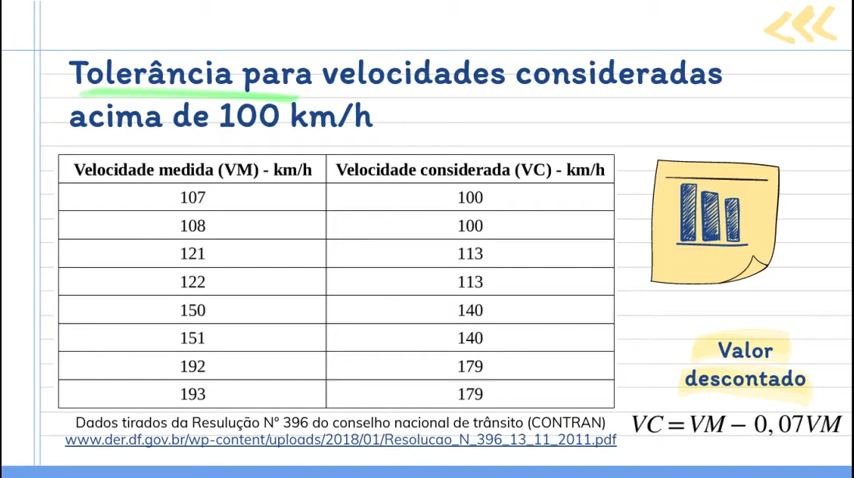 Tolerância para velocidades consideradas
acima de 100 km/h
Velocidade medida (VM) - km/h Velocidade considerada (VC) - km/h
107 100
108 100
121 113
122 113
150 140
151 140
192 179
193 179
Valor
descontado
VC = VM − 0, 07VM
Dados tirados da Resulução Nº 396 do conselho nacional de trânsito (CONTRAN)
www.der.df.gov.br/wp-content/uploads/2018/01/Resolucao_N_396_13_11_2011.pdf